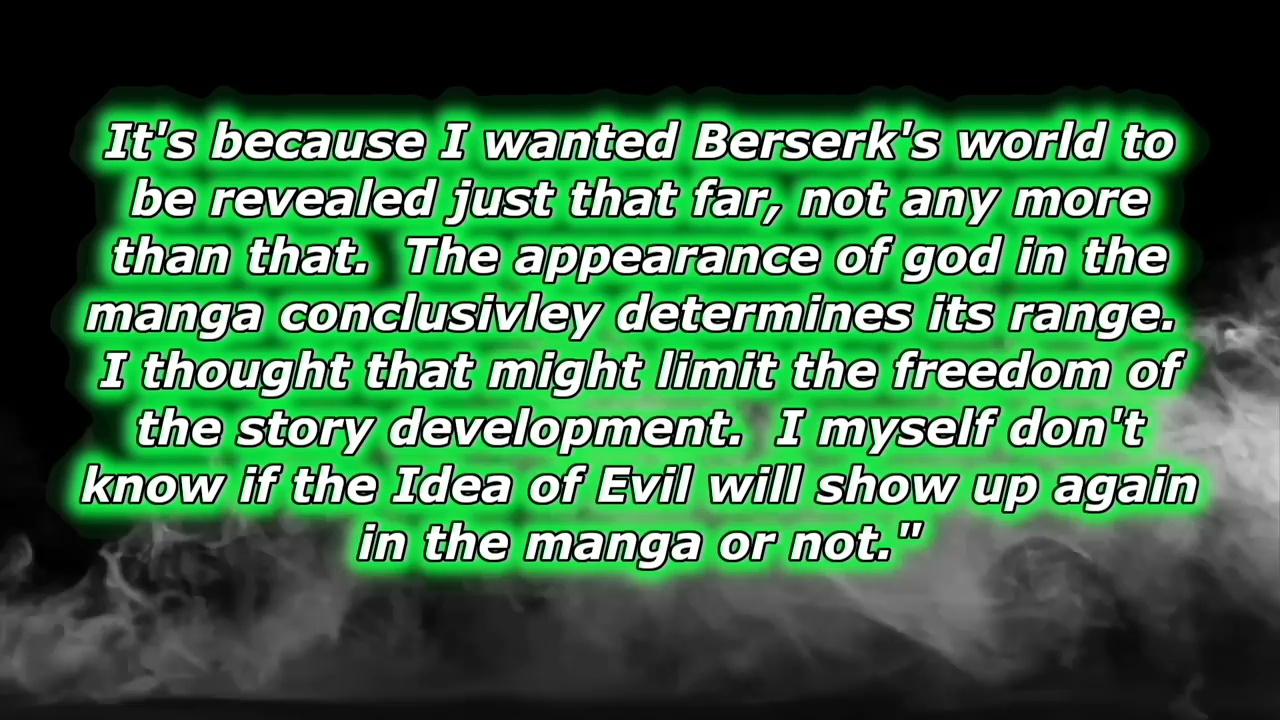 It's because I wanted Berserk's world to
be revealed just that far, not any more
than that.  The appearance of god in the
manga conclusivley determines its range.
I thought that might limit the freedom of
the story development.  I myself don't
know if the Idea of Evil will show up again
in the manga or not."